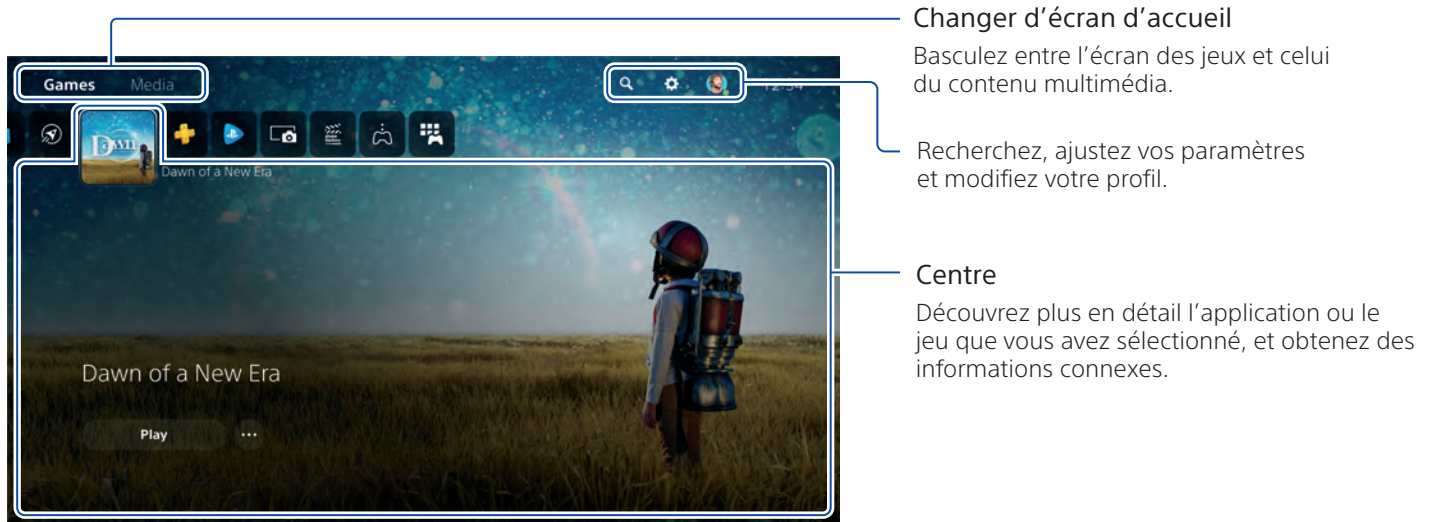 Changer d’écran d’accueil
Basculez entre l’écran des jeux et celui
du contenu multimédia.
Games Media
12:34
Recherchez, ajustez vos paramètres
et modifiez votre profil.
Dawn
Dawn of a New Era
Centre
Découvrez plus en détail l’application ou le
jeu que vous avez sélectionné, et obtenez des
informations connexes.
Dawn of a New Era
Play